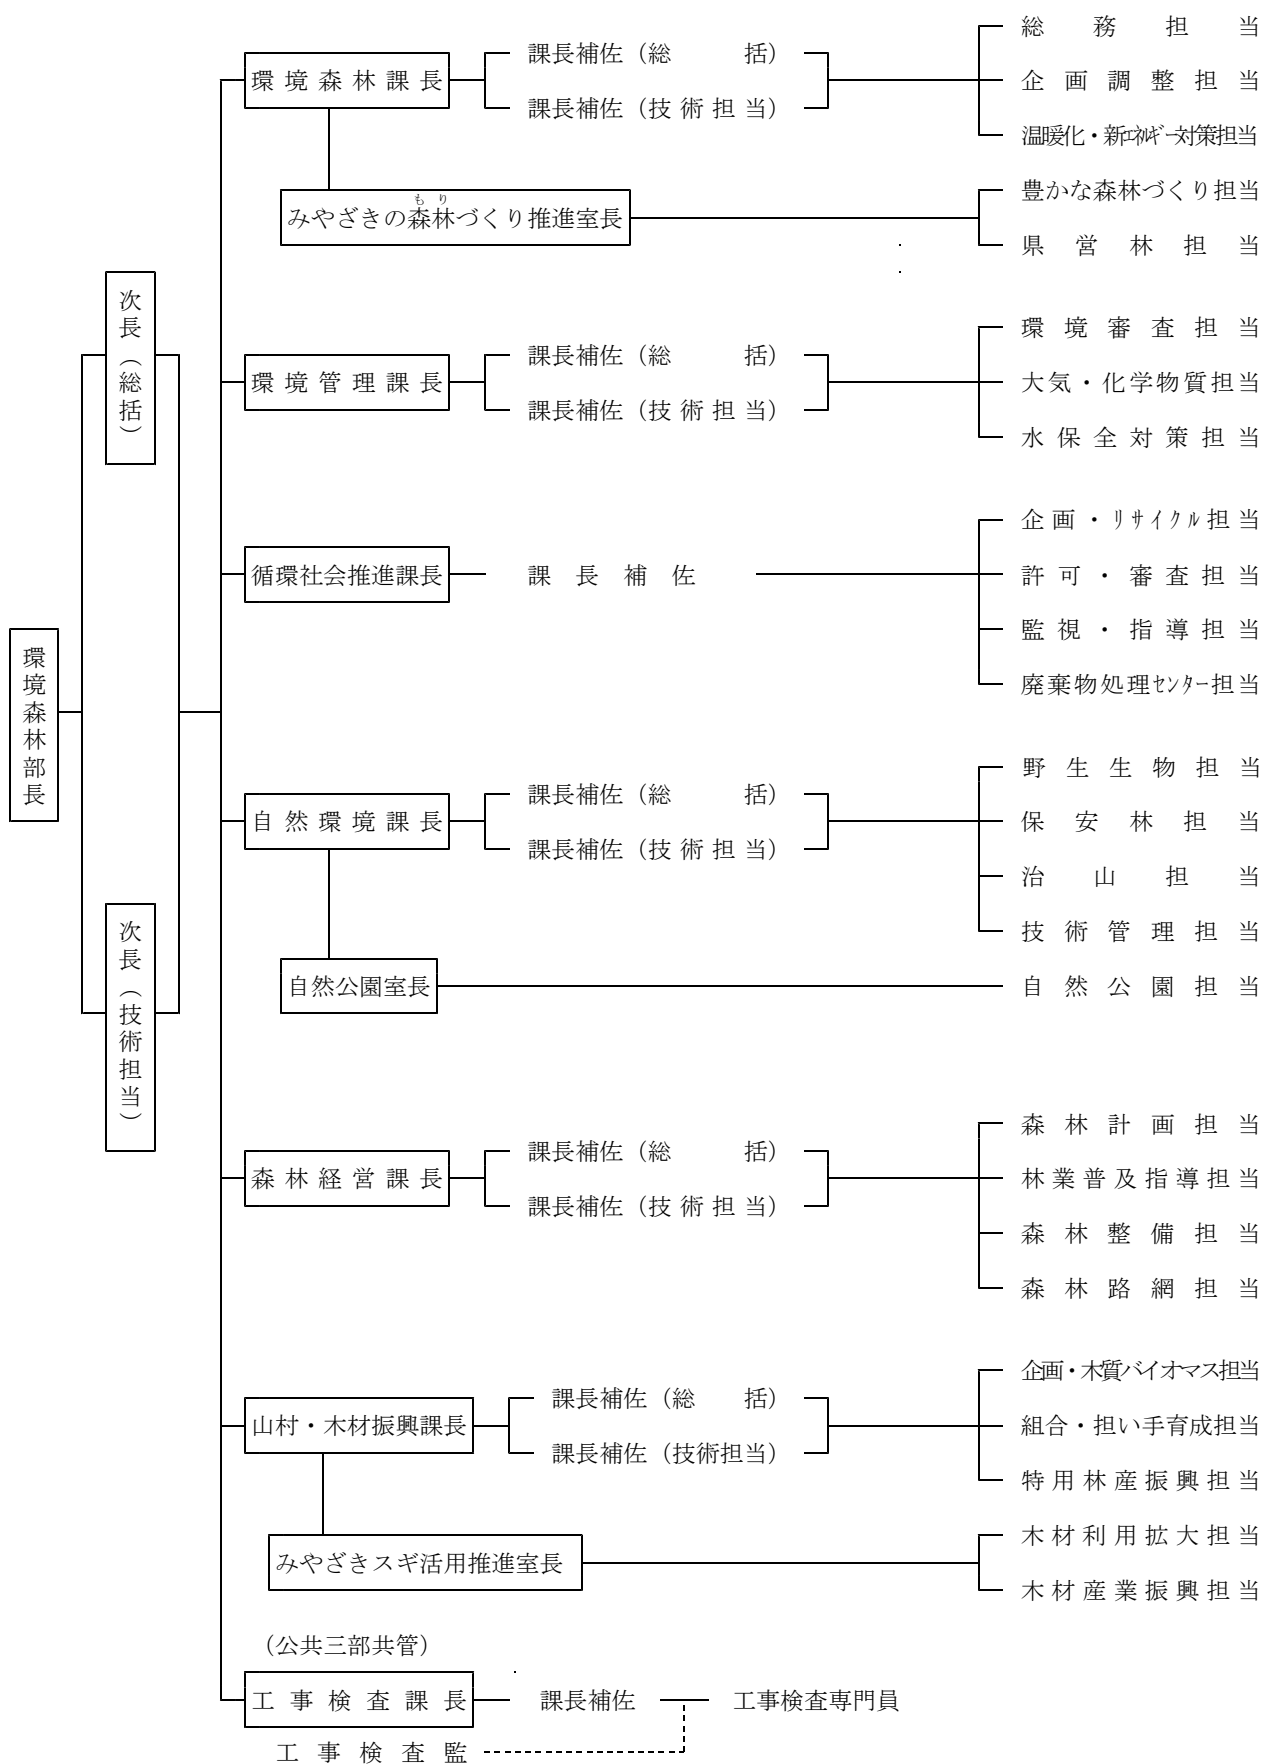 環境森林部長
次長（総括）
次長（技術担当）
環境森林課長
課長補佐（総　　括）
課長補佐（技術担当）
総務担当
企画調整担当
温暖化・新エネルギー対策担当
もり
みやざきの森林づくり推進室長
豊かな森林づくり担当
県営林担当
環境管理課長
課長補佐（総　　括）
課長補佐（技術担当）
環境審査担当
大気・化学物質担当
水保全対策担当
循環社会推進課長
課長補佐
企画・リサイクル担当
許可・審査担当
監視・指導担当
廃棄物処理センター担当
自然環境課長
課長補佐（総　　括）
課長補佐（技術担当）
野生生物担当
保安林担当
治山担当
技術管理担当
自然公園室長
自然公園担当
森林経営課長
課長補佐（総　　括）
課長補佐（技術担当）
森林計画担当
林業普及指導担当
森林整備担当
森林路網担当
山村・木材振興課長
課長補佐（総　　括）
課長補佐（技術担当）
企画・木質バイオマス担当
組合・担い手育成担当
特用林産振興担当
みやざきスギ活用推進室長
木材利用拡大担当
木材産業振興担当
（公共三部共管）
工事検査課長
課長補佐
工事検査専門員
工事検査監